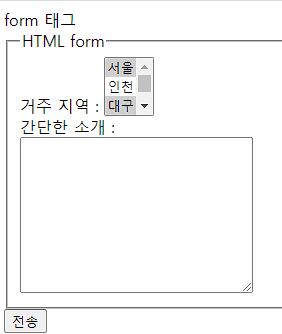 form 태그
HTML form
서울
인천
거주 지역 : 대구
간단한 소개 :
전송